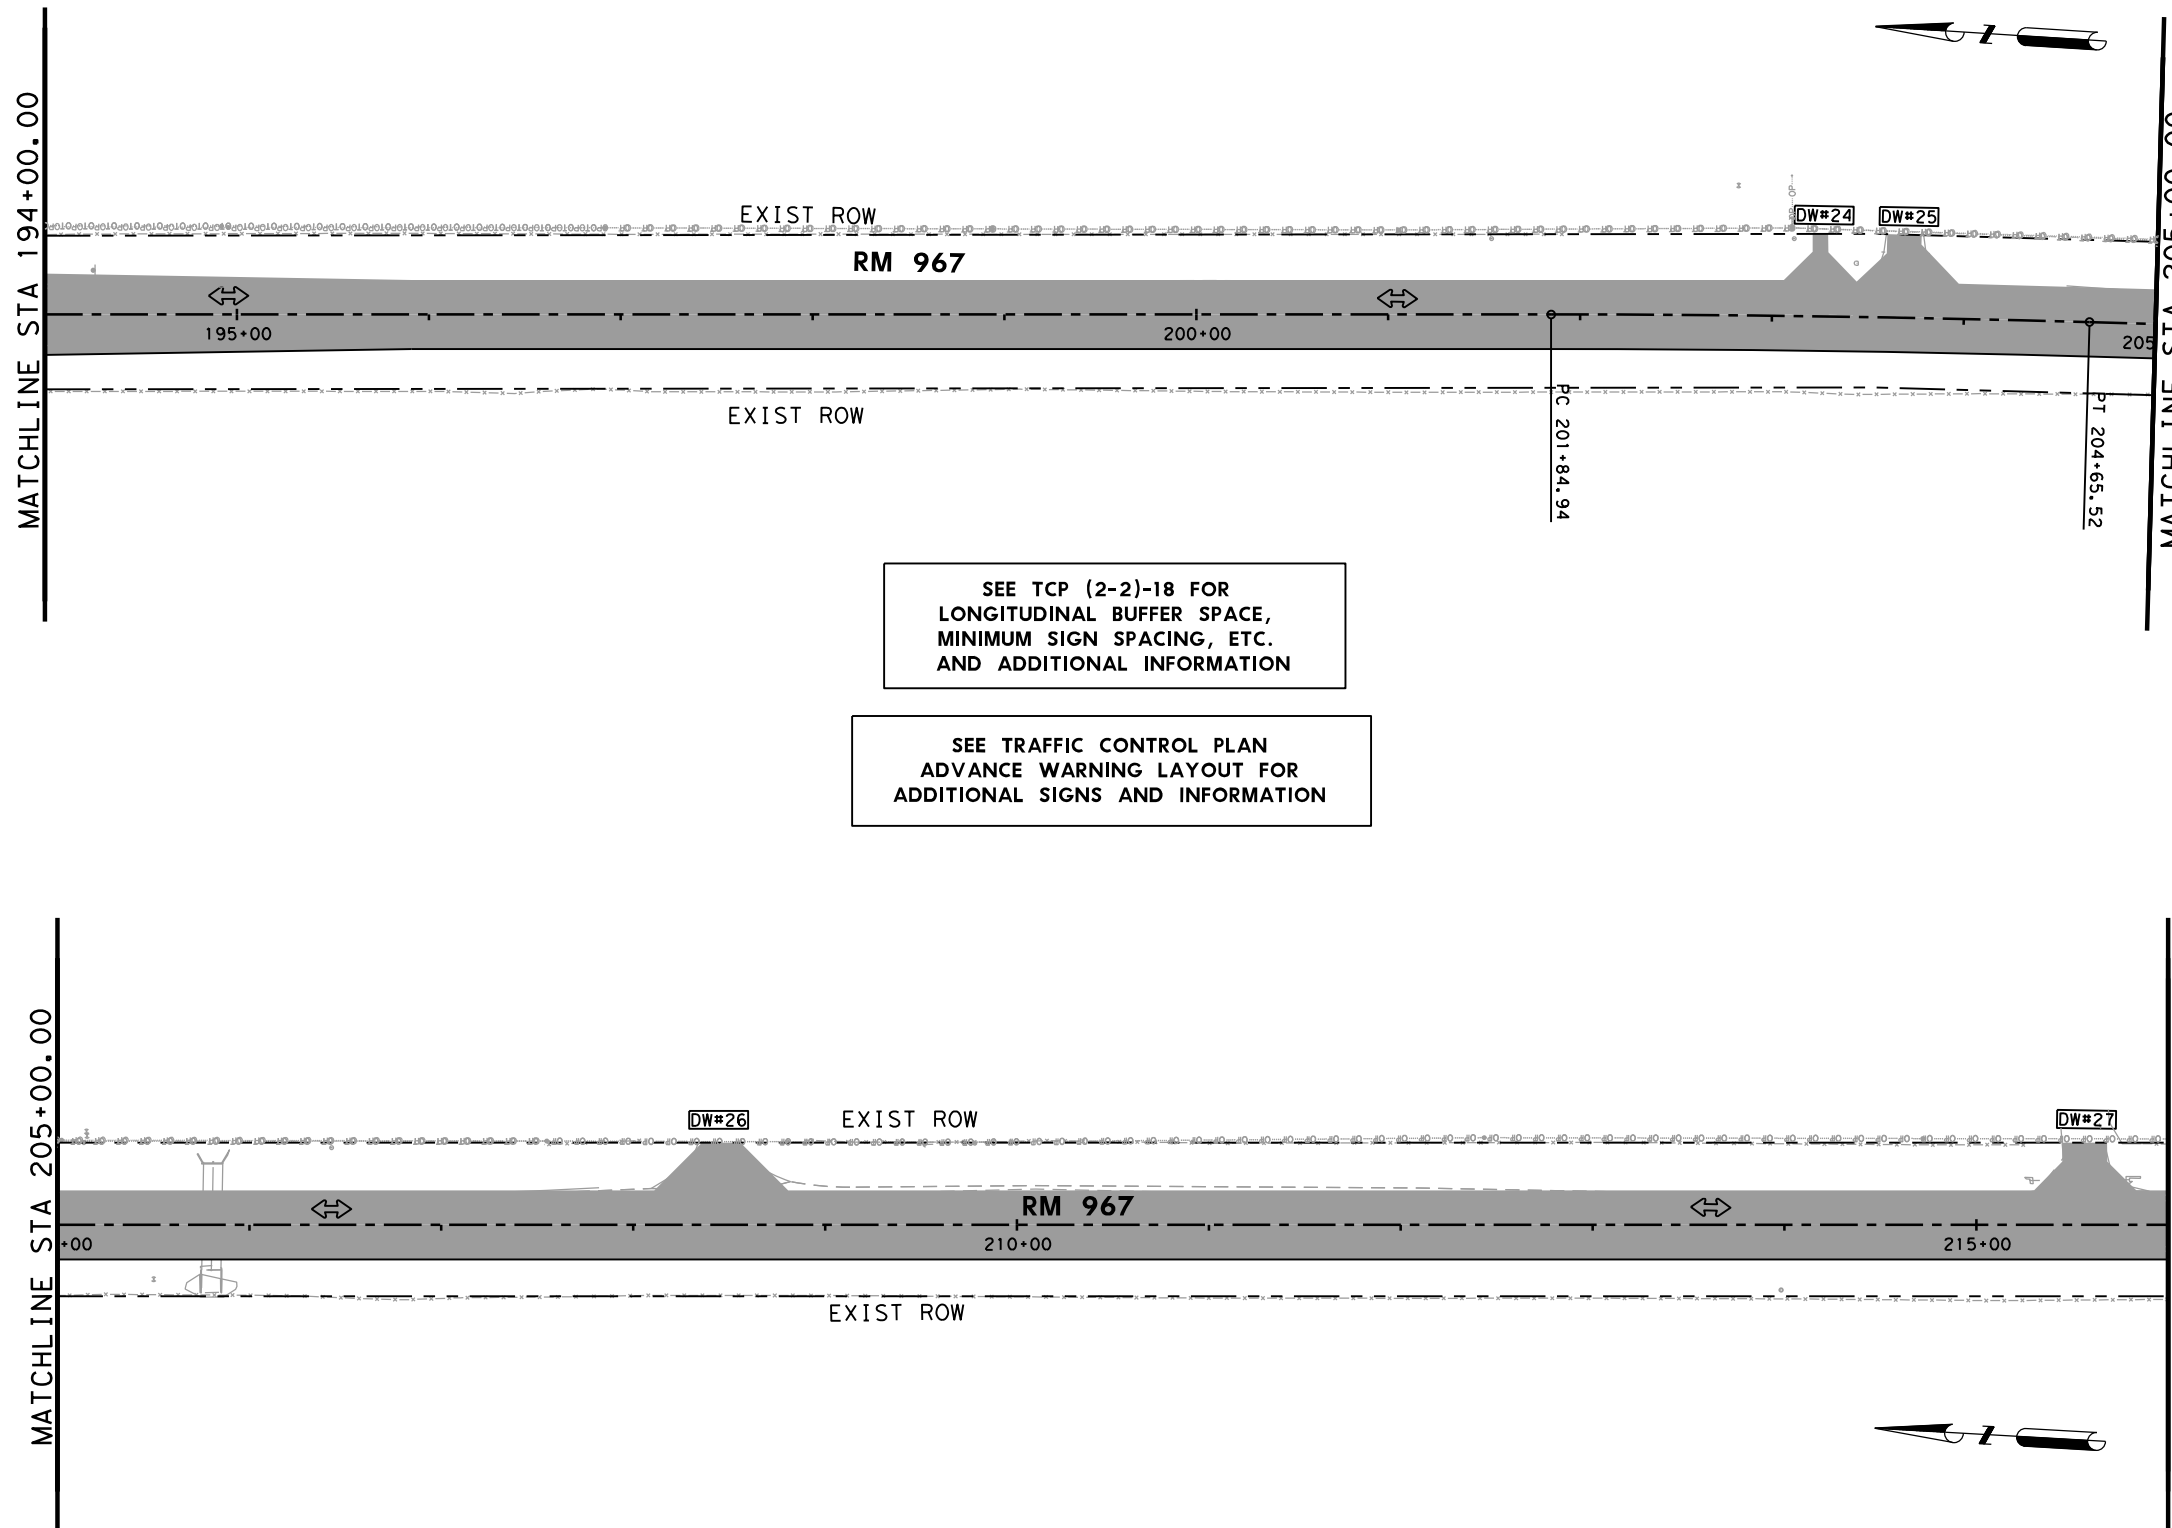 MATCHLINE STA 194+00.00
EXIST ROW
DW#24
DW#25
RM 967
195+00
200+00
205
EXIST ROW
PC 201+84.94
PT 204+65.52
SEE TCP (2-2)-18 FOR
LONGITUDINAL BUFFER SPACE,
MINIMUM SIGN SPACING, ETC.
AND ADDITIONAL INFORMATION
SEE TRAFFIC CONTROL PLAN
ADVANCE WARNING LAYOUT FOR
ADDITIONAL SIGNS AND INFORMATION
MATCHLINE STA 205+00.00
DW#26
EXIST ROW
DW#27
RM 967
+00
210+00
215+00
EXIST ROW